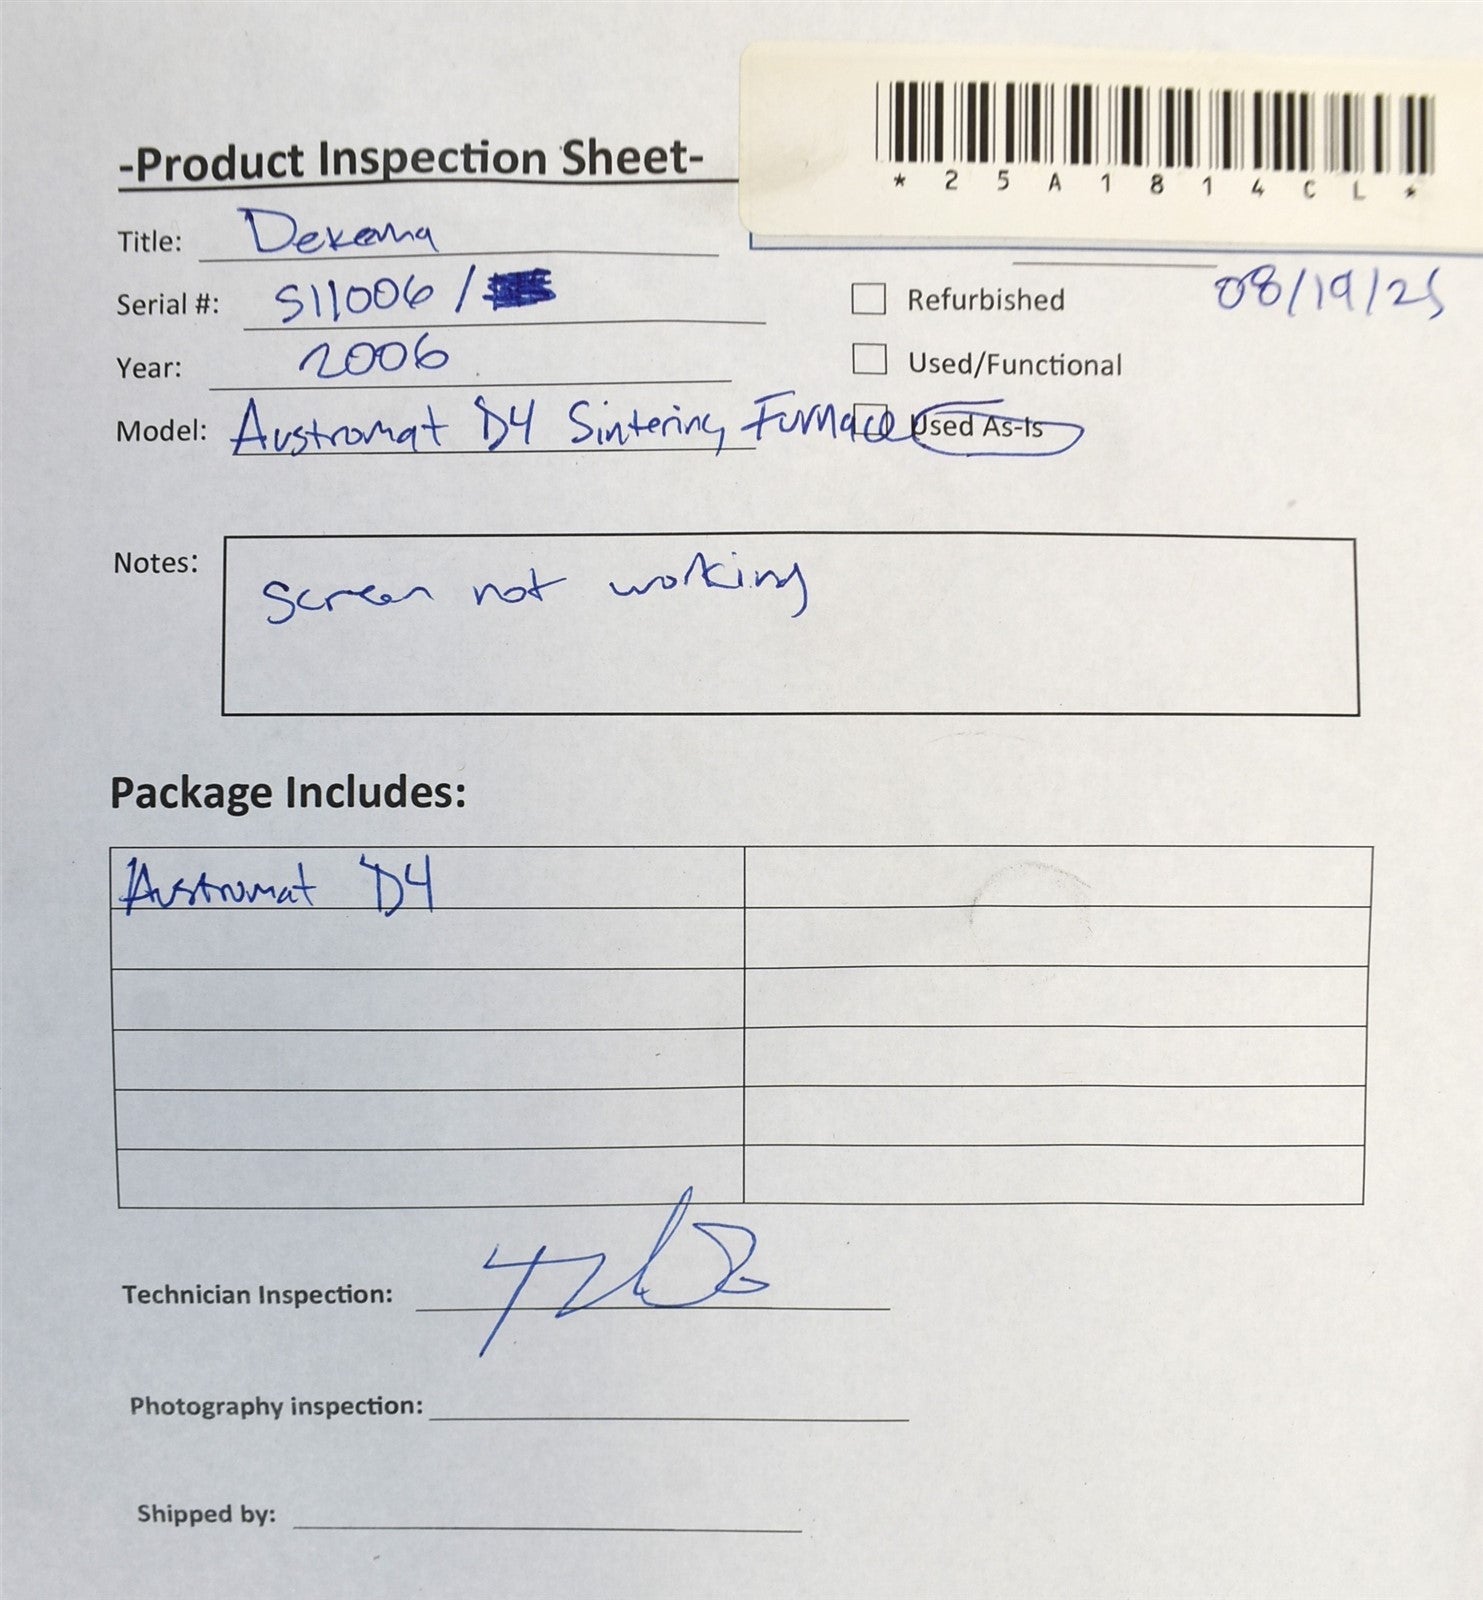 *25A1814CL*
-Product Inspection Sheet-
Title: Dekema
08/19/25
Serial #: S11006 /
Refurbished
Year: 2006
Used/Functional
Model: Austromat D4 Sintering Furnace
Used As-Is
Notes: Screen not working
Package Includes:
Austromat D4
Technician Inspection:
Photography inspection:
Shipped by: